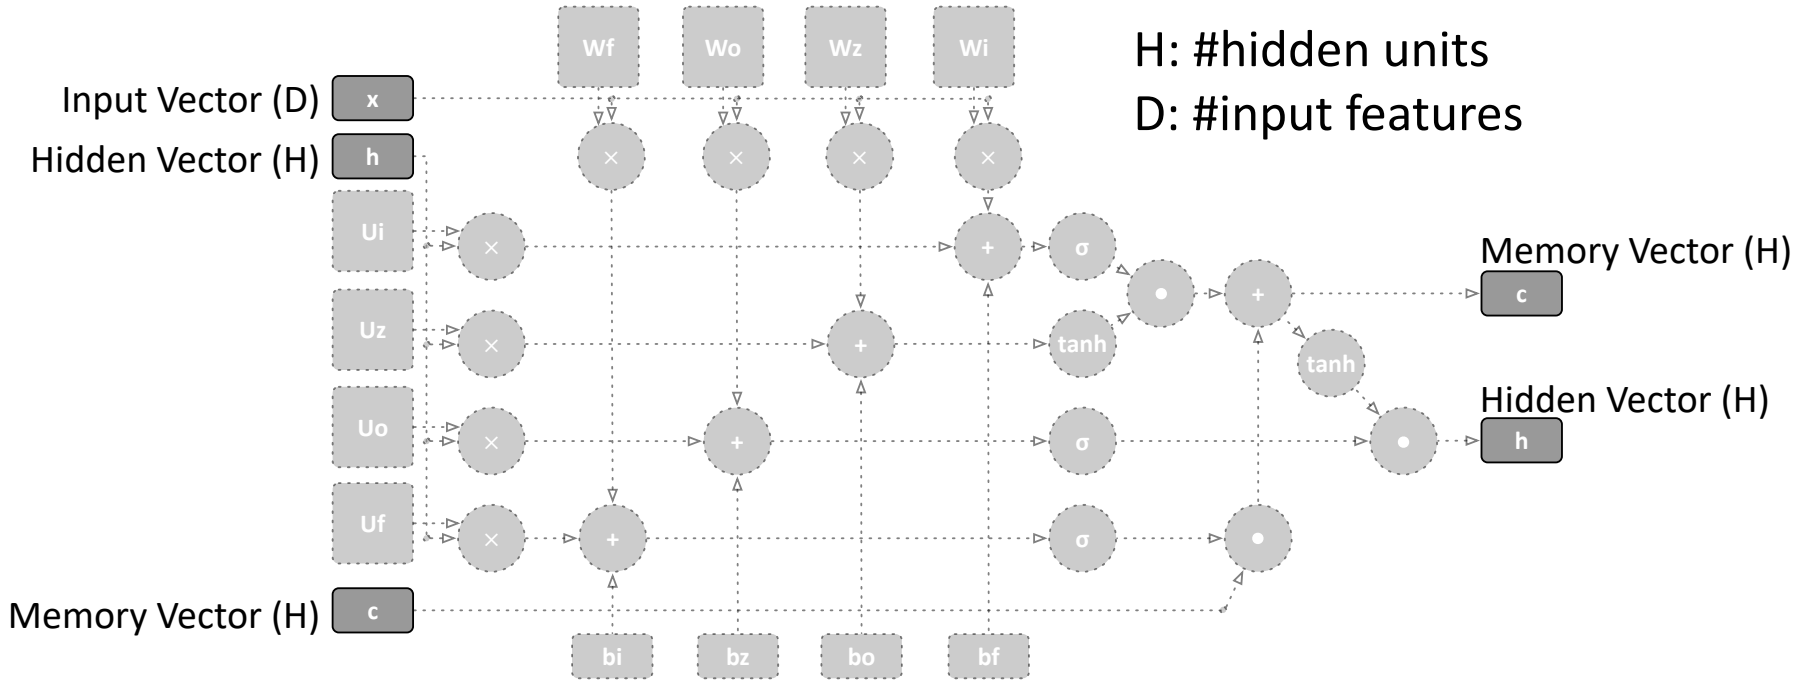 Wf Wo Wz Wi
H: #hidden units
D: #input features
Input Vector (D) x
× × × ×
Hidden Vector (H) h
Ui × + σ
Memory Vector (H)
• + c
Uz × + tanh
tanh
Hidden Vector (H)
Uo × + σ • h
Uf × + σ •
Memory Vector (H) c
bi bz bo bf